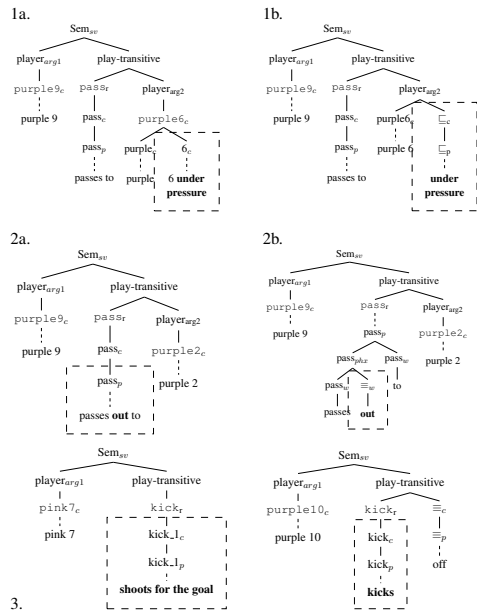 1a.
Sem_sv
player_arg1 play-transitive
purple9_c pass_r player_arg2
purple 9 pass_c purple6_c
pass_p purple_c 6_c
passes to purple 6 under
pressure
1b.
Sem_sv
player_arg1 play-transitive
purple9_c pass_r player_arg2
purple 9 pass_c purple6_c ⊑_c
pass_p purple 6 ⊑_p
passes to under
pressure
2a.
Sem_sv
player_arg1 play-transitive
purple9_c pass_r player_arg2
purple 9 pass_c purple2_c
pass_p purple 2
passes out to
2b.
Sem_sv
player_arg1 play-transitive
purple9_c pass_r player_arg2
purple 9 pass_p purple2_c
pass_phx pass_w purple 2
pass_w ≡_w to
passes out
3.
Sem_sv
player_arg1 play-transitive
pink7_c kick_r
pink 7 kick_1_c
kick_1_p
shoots for the goal
Sem_sv
player_arg1 play-transitive
purple10_c kick_r ≡_c
purple 10 kick_c ≡_p
kick_p off
kicks